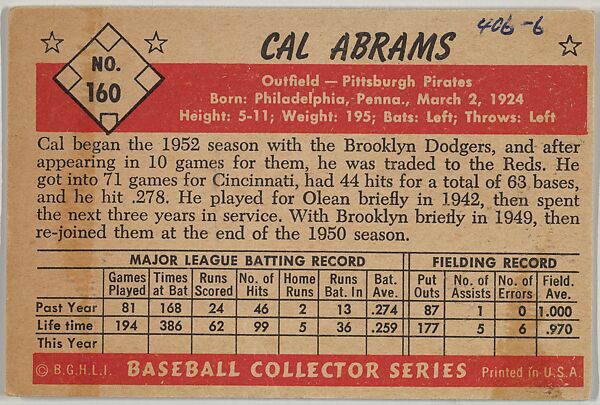 406-6
NO.
160
CAL ABRAMS
Outfield — Pittsburgh Pirates
Born: Philadelphia, Penna., March 2, 1924
Height: 5-11; Weight: 195; Bats: Left; Throws: Left
Cal began the 1952 season with the Brooklyn Dodgers, and after
appearing in 10 games for them, he was traded to the Reds. He
got into 71 games for Cincinnati, had 44 hits for a total of 63 bases,
and he hit .278. He played for Olean briefly in 1942, then spent
the next three years in service. With Brooklyn briefly in 1949, then
re-joined them at the end of the 1950 season.
MAJOR LEAGUE BATTING RECORD FIELDING RECORD
Games Times Runs No. of Home Runs Bat. Put No. of No. of Field.
Played at Bat Scored Hits Runs Bat. In Ave. Outs Assists Errors Ave.
Past Year 81 168 24 46 2 13 .274 87 1 0 1.000
Life time 194 386 62 99 5 36 .259 177 5 6 .970
This Year
© B.G.H.L.I. BASEBALL COLLECTOR SERIES Printed in U.S.A.